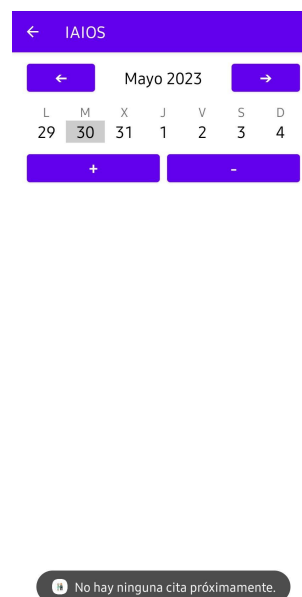 ← IAIOS
← Mayo 2023 →
L M X J V S D
29 30 31 1 2 3 4
+ -
No hay ninguna cita próximamente.